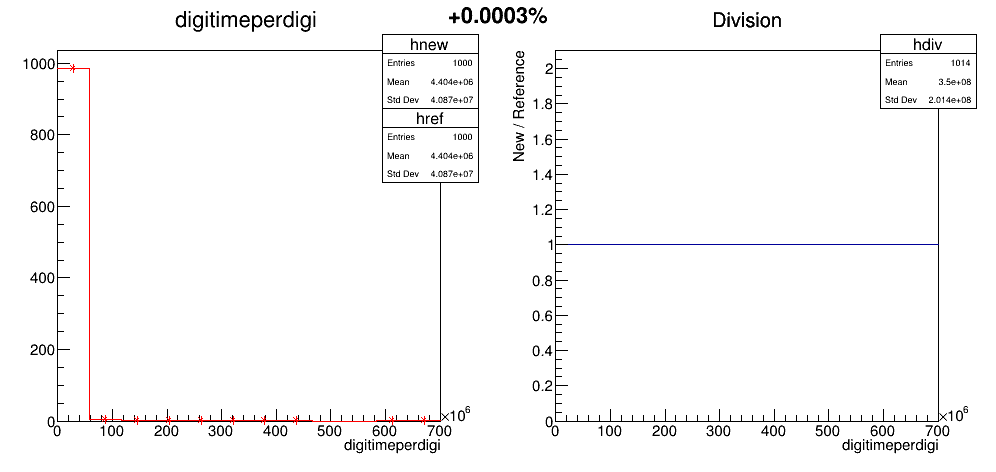 +0.0003%
digitimeperdigi
hnew
Entries 1000
Mean 4.404e+06
Std Dev 4.087e+07
href
Entries 1000
Mean 4.404e+06
Std Dev 4.087e+07
1000
800
600
400
200
0
0 100 200 300 400 500 600 700
×10⁶
digitimeperdigi
Division
hdiv
Entries 1014
Mean 3.5e+08
Std Dev 2.014e+08
New / Reference
2
1.8
1.6
1.4
1.2
1
0.8
0.6
0.4
0.2
0
0 100 200 300 400 500 600 700
×10⁶
digitimeperdigi